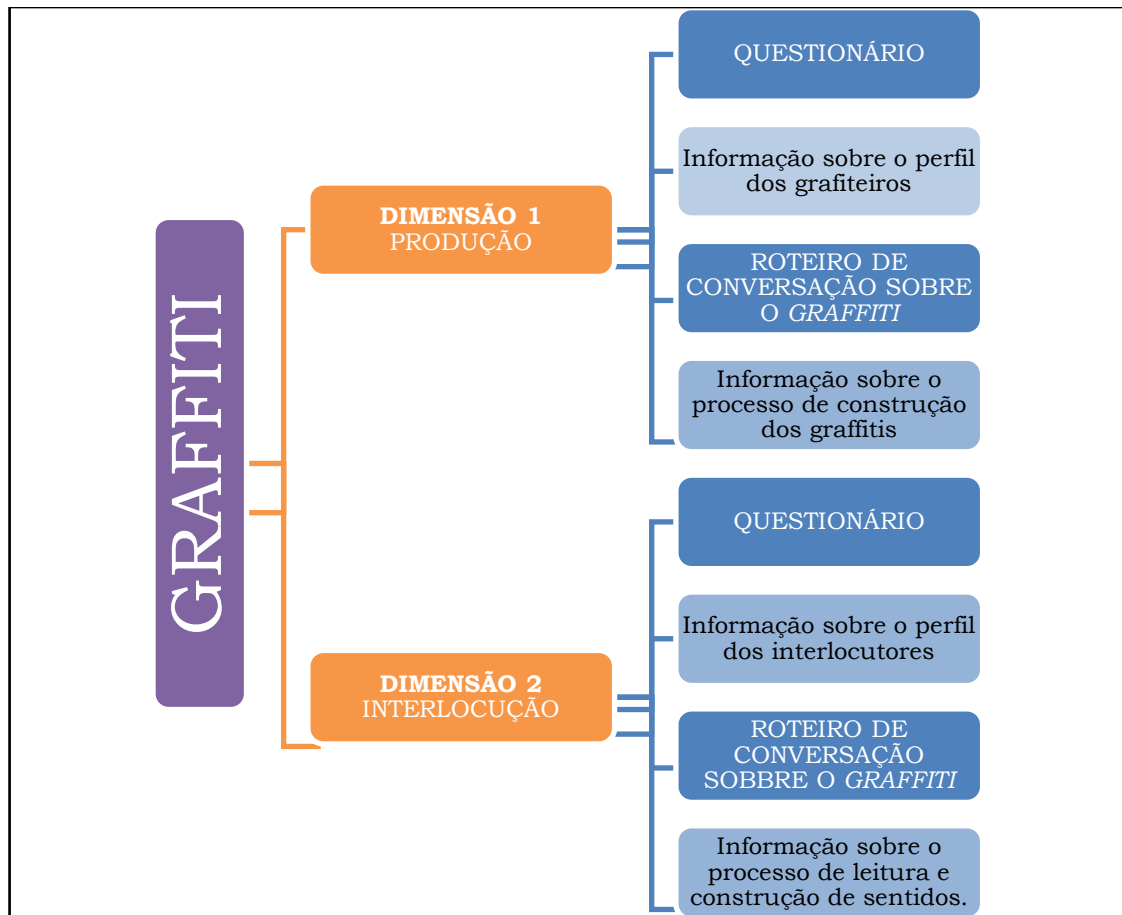 GRAFFITI
DIMENSÃO 1
PRODUÇÃO
QUESTIONÁRIO
Informação sobre o perfil
dos grafiteiros
ROTEIRO DE
CONVERSAÇÃO SOBRE
O GRAFFITI
Informação sobre o
processo de construção
dos graffitis
DIMENSÃO 2
INTERLOCUÇÃO
QUESTIONÁRIO
Informação sobre o perfil
dos interlocutores
ROTEIRO DE
CONVERSAÇÃO
SOBBRE O GRAFFITI
Informação sobre o
processo de leitura e
construção de sentidos.